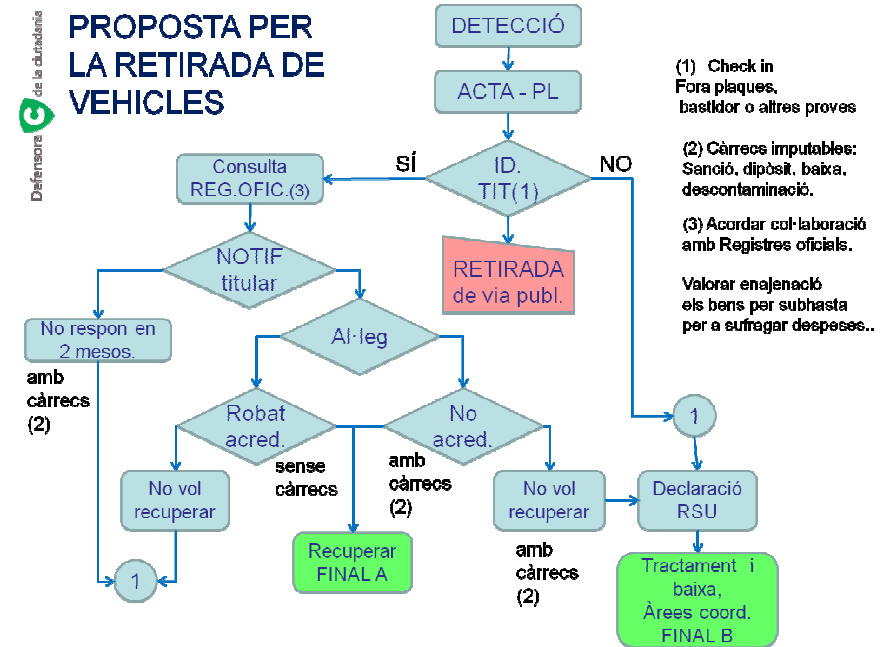 PROPOSTA PER
LA RETIRADA DE
VEHICLES
Defensora de la ciutadania
C
DETECCIÓ
ACTA - PL
ID.
TIT(1)
SÍ
NO
Consulta
REG.OFIC.(3)
RETIRADA
de via publ.
NOTIF
titular
No respon en
2 mesos.
amb
càrrecs
(2)
Al·leg
Robat
acred.
No
acred.
sense
càrrecs
amb
càrrecs
(2)
No vol
recuperar
Recuperar
FINAL A
No vol
recuperar
amb
càrrecs
(2)
1
1
Declaració
RSU
Tractament i
baixa,
Àrees coord.
FINAL B
(1) Check in
Fora plaques,
bastidor o altres proves
(2) Càrrecs imputables:
Sanció, dipòsit, baixa,
descontaminació.
(3) Acordar col·laboració
amb Registres oficials.
Valorar enajenació
els bens per subhasta
per a sufragar despeses..